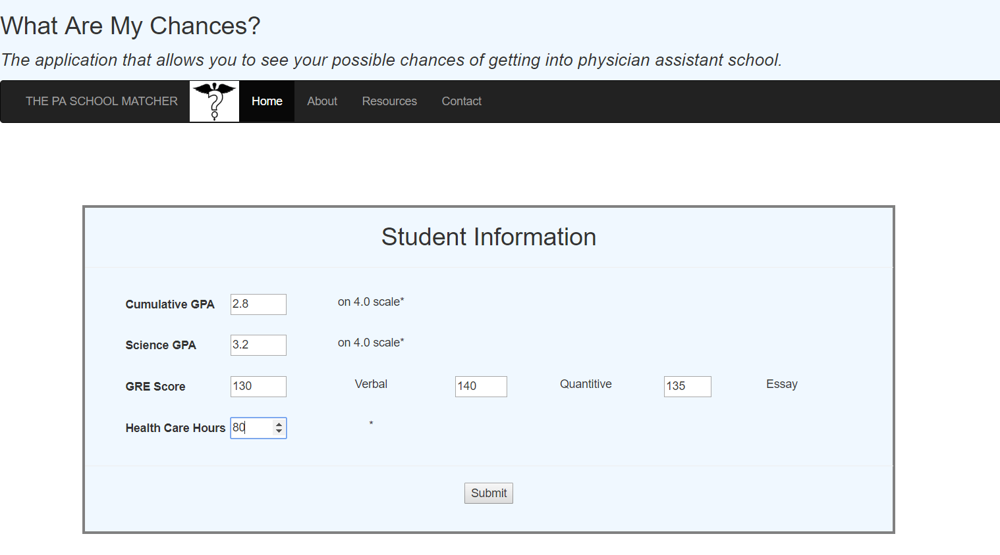 What Are My Chances?
The application that allows you to see your possible chances of getting into physician assistant school.
THE PA SCHOOL MATCHER ? Home About Resources Contact
Student Information
Cumulative GPA 2.8 on 4.0 scale*
Science GPA 3.2 on 4.0 scale*
GRE Score 130 Verbal 140 Quantitive 135 Essay
Health Care Hours 80 *
Submit